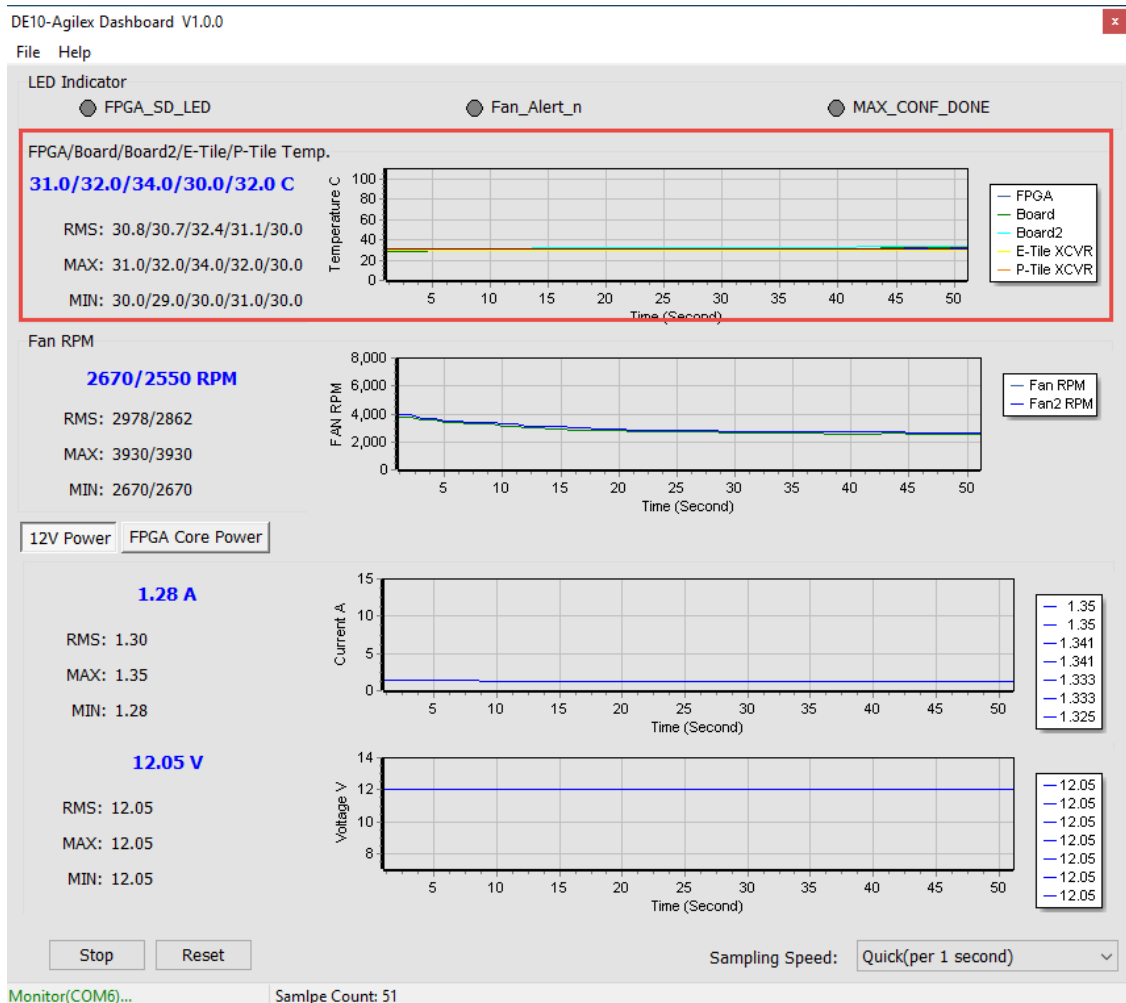 DE10-Agilex Dashboard V1.0.0
x
File Help
LED Indicator
FPGA_SD_LED Fan_Alert_n MAX_CONF_DONE
FPGA/Board/Board2/E-Tile/P-Tile Temp.
31.0/32.0/34.0/30.0/32.0 C
RMS: 30.8/30.7/32.4/31.1/30.0
MAX: 31.0/32.0/34.0/32.0/30.0
MIN: 30.0/29.0/30.0/31.0/30.0
Temperature C
100
80
60
40
20
0
5 10 15 20 25 30 35 40 45 50
Time (Second)
FPGA
Board
Board2
E-Tile XCVR
P-Tile XCVR
Fan RPM
2670/2550 RPM
RMS: 2978/2862
MAX: 3930/3930
MIN: 2670/2670
FAN RPM
8,000
6,000
4,000
2,000
0
5 10 15 20 25 30 35 40 45 50
Time (Second)
Fan RPM
Fan2 RPM
12V Power FPGA Core Power
1.28 A
RMS: 1.30
MAX: 1.35
MIN: 1.28
Current A
15
10
5
0
5 10 15 20 25 30 35 40 45 50
Time (Second)
1.35
1.35
1.341
1.341
1.333
1.333
1.325
12.05 V
RMS: 12.05
MAX: 12.05
MIN: 12.05
Voltage V
14
12
10
8
5 10 15 20 25 30 35 40 45 50
Time (Second)
12.05
12.05
12.05
12.05
12.05
12.05
12.05
Stop Reset Sampling Speed: Quick(per 1 second)
Monitor(COM6)... Samlpe Count: 51